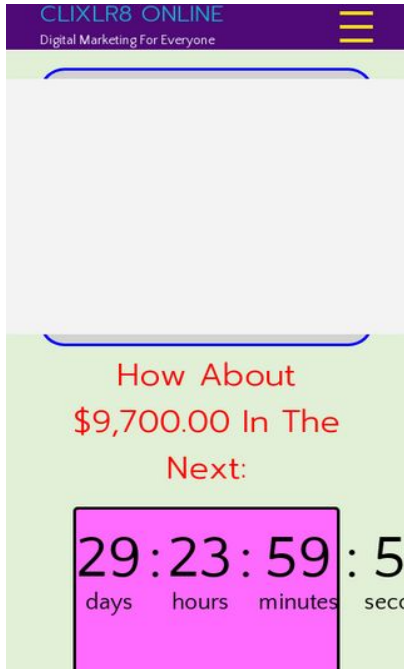 CLIXLR8 ONLINE
Digital Marketing For Everyone
How About
$9,700.00 In The
Next:
29 : 23 : 59 : 5
days hours minutes